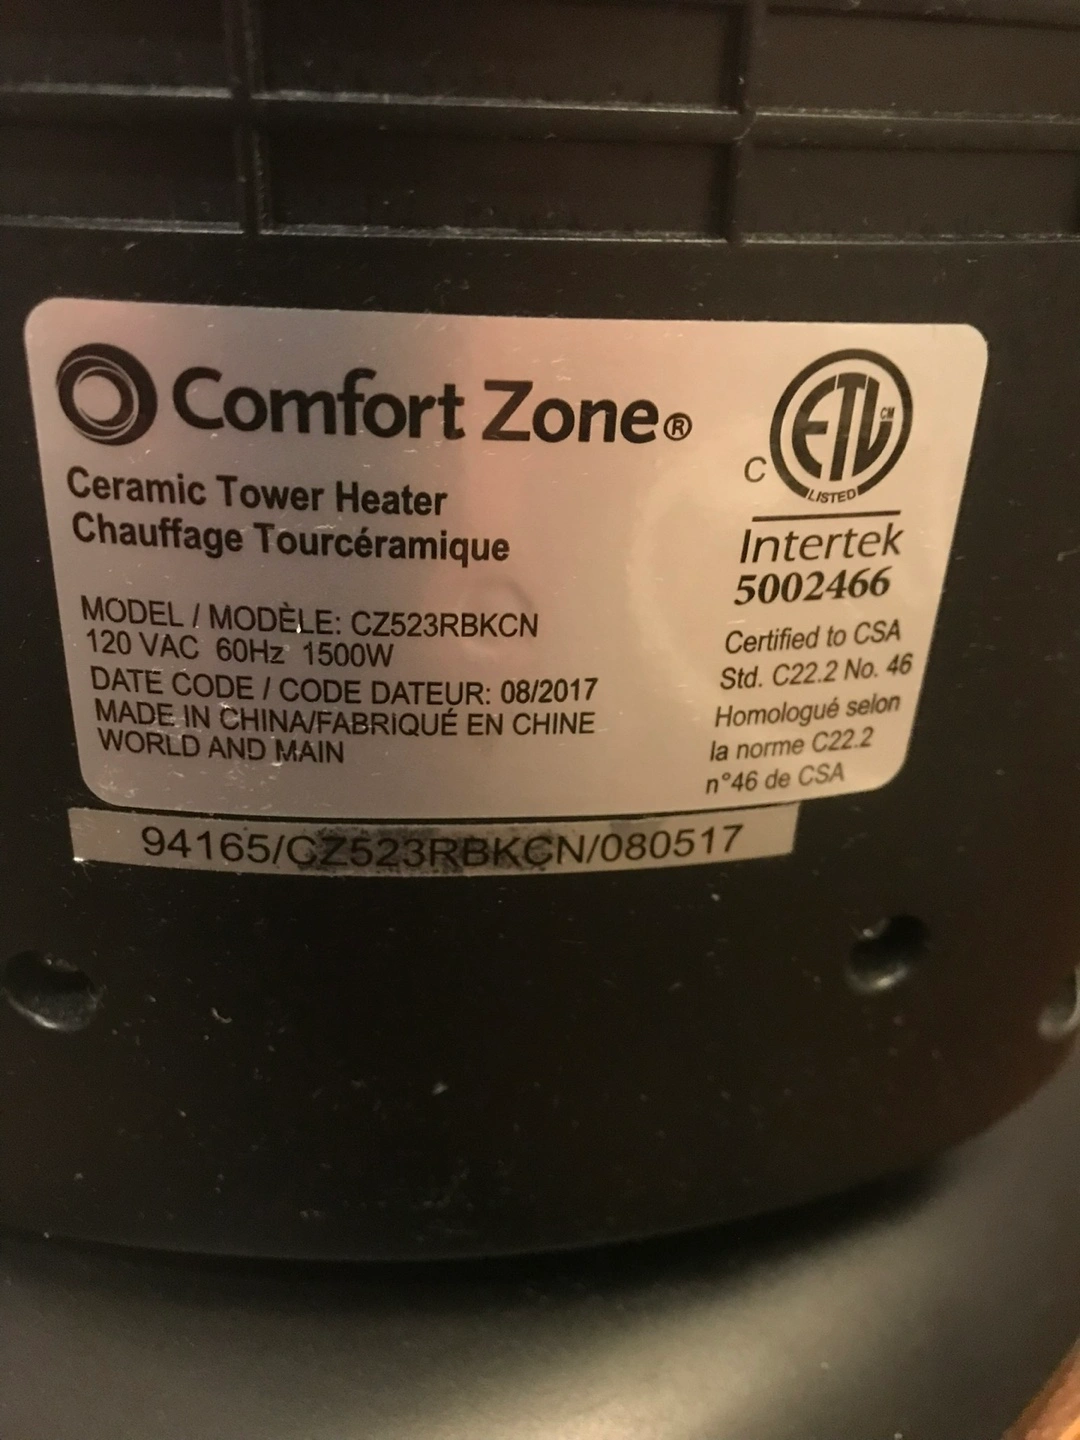 Comfort Zone®
Ceramic Tower Heater
Chauffage Tourcéramique
MODEL / MODÈLE: CZ523RBKCN
120 VAC 60Hz 1500W
DATE CODE / CODE DATEUR: 08/2017
MADE IN CHINA/FABRIQUÉ EN CHINE
WORLD AND MAIN
C ETL CM
LISTED
Intertek
5002466
Certified to CSA
Std. C22.2 No. 46
Homologué selon
la norme C22.2
n°46 de CSA
94165/CZ523RBKCN/080517